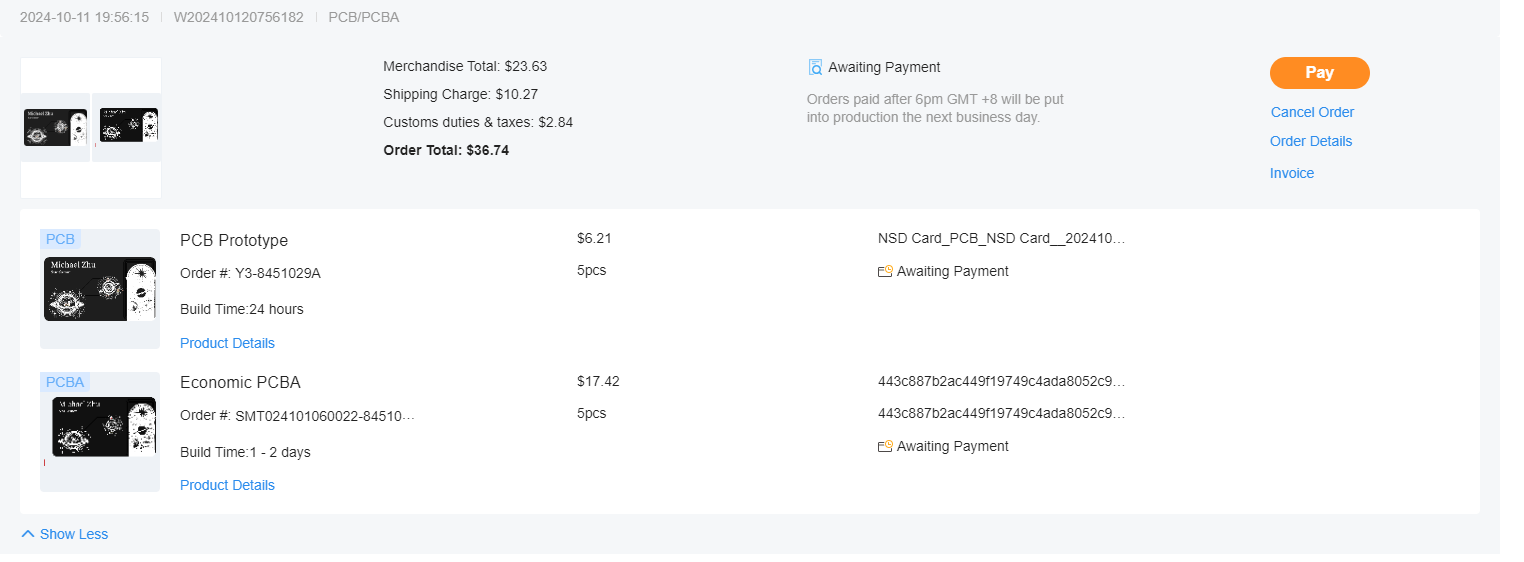 2024-10-11 19:56:15 W202410120756182 PCB/PCBA
Merchandise Total: $23.63
Shipping Charge: $10.27
Customs duties & taxes: $2.84
Order Total: $36.74
Awaiting Payment
Orders paid after 6pm GMT +8 will be put
into production the next business day.
Pay
Cancel Order
Order Details
Invoice
Michael Zhu
PCB
Michael Zhu
PCB Prototype
Order #: Y3-8451029A
Build Time:24 hours
Product Details
$6.21
5pcs
NSD Card_PCB_NSD Card__202410...
Awaiting Payment
PCBA
Michael Zhu
Economic PCBA
Order #: SMT024101060022-84510...
Build Time:1 - 2 days
Product Details
$17.42
5pcs
443c887b2ac449f19749c4ada8052c9...
443c887b2ac449f19749c4ada8052c9...
Awaiting Payment
Show Less